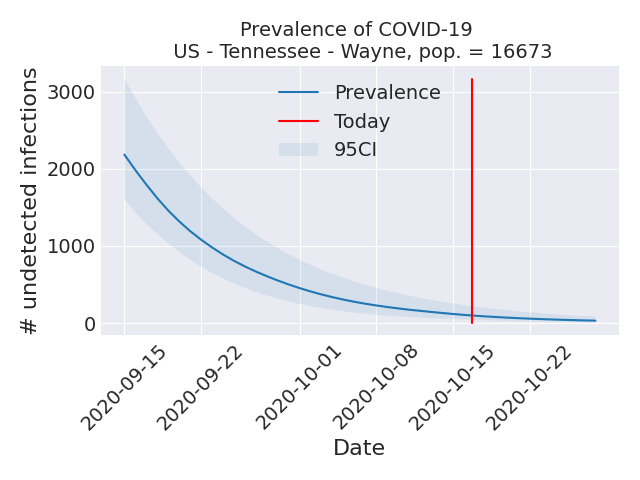 Prevalence of COVID-19
US - Tennessee - Wayne, pop. = 16673
# undetected infections
3000
2000
1000
0
Prevalence
Today
95CI
2020-09-15
2020-09-22
2020-10-01
2020-10-08
2020-10-15
2020-10-22
Date